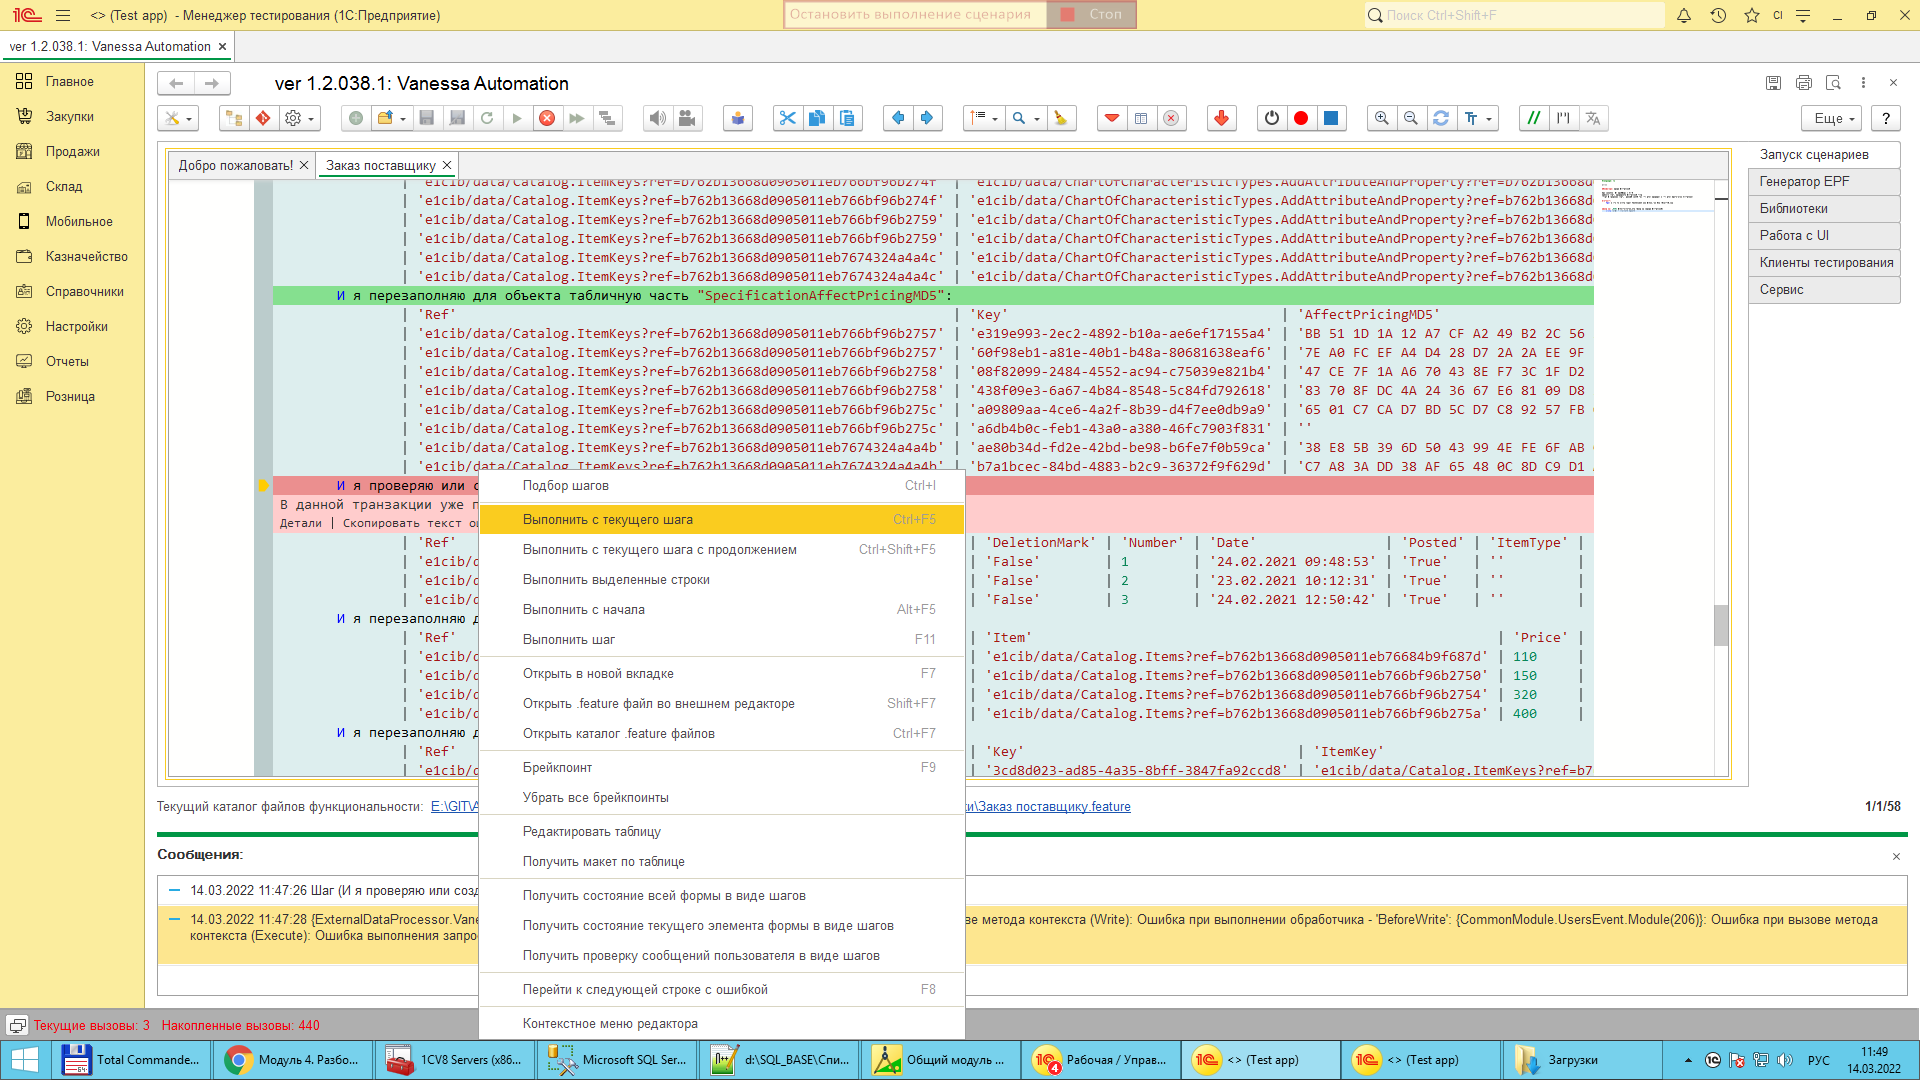 <> (Test app) - Менеджер тестирования (1С:Предприятие)
Остановить выполнение сценария Стоп
Поиск Ctrl+Shift+F
CI
ver 1.2.038.1: Vanessa Automation ×
Главное
Закупки
Продажи
Склад
Мобильное
Казначейство
Справочники
Настройки
Отчеты
Розница
ver 1.2.038.1: Vanessa Automation
Еще
?
Добро пожаловать! ×
Заказ поставщику ×
Запуск сценариев
Генератор EPF
Библиотеки
Работа с UI
Клиенты тестирования
Сервис
| 'e1cib/data/Catalog.ItemKeys?ref=b762b13668d0905011eb766bf96b274f' | 'e1cib/data/ChartOfCharacteristicTypes.AddAttributeAndProperty?ref=b762b13668d
| 'e1cib/data/Catalog.ItemKeys?ref=b762b13668d0905011eb766bf96b274f' | 'e1cib/data/ChartOfCharacteristicTypes.AddAttributeAndProperty?ref=b762b13668d
| 'e1cib/data/Catalog.ItemKeys?ref=b762b13668d0905011eb766bf96b2759' | 'e1cib/data/ChartOfCharacteristicTypes.AddAttributeAndProperty?ref=b762b13668d
| 'e1cib/data/Catalog.ItemKeys?ref=b762b13668d0905011eb766bf96b2759' | 'e1cib/data/ChartOfCharacteristicTypes.AddAttributeAndProperty?ref=b762b13668d
| 'e1cib/data/Catalog.ItemKeys?ref=b762b13668d0905011eb7674324a4a4c' | 'e1cib/data/ChartOfCharacteristicTypes.AddAttributeAndProperty?ref=b762b13668d
| 'e1cib/data/Catalog.ItemKeys?ref=b762b13668d0905011eb7674324a4a4c' | 'e1cib/data/ChartOfCharacteristicTypes.AddAttributeAndProperty?ref=b762b13668d
И я перезаполняю для объекта табличную часть "SpecificationAffectPricingMD5":
| 'Ref' | 'Key' | 'AffectPricingMD5'
| 'e1cib/data/Catalog.ItemKeys?ref=b762b13668d0905011eb766bf96b2757' | 'e319e993-2ec2-4892-b10a-ae6ef17155a4' | 'BB 51 1D 1A 12 A7 CF A2 49 B2 2C 56
| 'e1cib/data/Catalog.ItemKeys?ref=b762b13668d0905011eb766bf96b2757' | '60f98eb1-a81e-40b1-b48a-80681638eaf6' | '7E A0 FC EF A4 D4 28 D7 2A 2A EE 9F
| 'e1cib/data/Catalog.ItemKeys?ref=b762b13668d0905011eb766bf96b2758' | '08f82099-2484-4552-ac94-c75039e821b4' | '47 CE 7F 1A A6 70 43 8E F7 3C 1F D2
| 'e1cib/data/Catalog.ItemKeys?ref=b762b13668d0905011eb766bf96b2758' | '438f09e3-6a67-4b84-8548-5c84fd792618' | '83 70 8F DC 4A 24 36 67 E6 81 09 D8
| 'e1cib/data/Catalog.ItemKeys?ref=b762b13668d0905011eb766bf96b275c' | 'a09809aa-4ce6-4a2f-8b39-d4f7ee0db9a9' | '65 01 C7 CA D7 BD 5C D7 C8 92 57 FB
| 'e1cib/data/Catalog.ItemKeys?ref=b762b13668d0905011eb766bf96b275c' | 'a6db4b0c-feb1-43a0-a380-46fc7903f831' | ''
| 'e1cib/data/Catalog.ItemKeys?ref=b762b13668d0905011eb7674324a4a4b' | 'ae80b34d-fd2e-42bd-be98-b6fe7f0b59ca' | '38 E8 5B 39 6D 50 43 99 4E FE 6F AB
| 'e1cib/data/Catalog.ItemKeys?ref=b762b13668d0905011eb7674324a4a4b' | 'b7a1bcec-84bd-4883-b2c9-36372f9f629d' | 'C7 A8 3A DD 38 AF 65 48 0C 8D C9 D1
И я проверяю или
В данной транзакции уже
Детали | Скопировать текст
| 'Ref' | 'DeletionMark' | 'Number' | 'Date' | 'Posted' | 'ItemType' |
| 'e1cib/ | 'False' | 1 | '24.02.2021 09:48:53' | 'True' | '' |
| 'e1cib/ | 'False' | 2 | '23.02.2021 10:12:31' | 'True' | '' |
| 'e1cib/ | 'False' | 3 | '24.02.2021 12:50:42' | 'True' | '' |
И я перезаполняю
| 'Ref' | 'Item' | 'Price' |
| 'e1cib/ | 'e1cib/data/Catalog.Items?ref=b762b13668d0905011eb76684b9f687d' | 110 |
| 'e1cib/ | 'e1cib/data/Catalog.Items?ref=b762b13668d0905011eb766bf96b2750' | 150 |
| 'e1cib/ | 'e1cib/data/Catalog.Items?ref=b762b13668d0905011eb766bf96b2754' | 320 |
| 'e1cib/ | 'e1cib/data/Catalog.Items?ref=b762b13668d0905011eb766bf96b275a' | 400 |
И я перезаполняю
| 'Ref' | 'Key' | 'ItemKey'
| 'e1cib/ | '3cd8d023-ad85-4a35-8bff-3847fa92ccd8' | 'e1cib/data/Catalog.ItemKeys?ref=b7
Подбор шагов Ctrl+I
Выполнить с текущего шага Ctrl+F5
Выполнить с текущего шага с продолжением Ctrl+Shift+F5
Выполнить выделенные строки
Выполнить с начала Alt+F5
Выполнить шаг F11
Открыть в новой вкладке F7
Открыть .feature файл во внешнем редакторе Shift+F7
Открыть каталог .feature файлов Ctrl+F7
Брейкпоинт F9
Убрать все брейкпоинты
Редактировать таблицу
Получить макет по таблице
Получить состояние всей формы в виде шагов
Получить состояние текущего элемента формы в виде шагов
Получить проверку сообщений пользователя в виде шагов
Перейти к следующей строке с ошибкой F8
Контекстное меню редактора
Текущий каталог файлов функциональности: E:\GIT\ \Заказ поставщику.feature
1/1/58
Сообщения:
14.03.2022 11:47:26 Шаг (И я проверяю или
14.03.2022 11:47:28 {ExternalDataProcessor. метода контекста (Write): Ошибка при выполнении обработчика - 'BeforeWrite': {CommonModule.UsersEvent.Module(206)}: Ошибка при вызове метода
контекста (Execute): Ошибка выполнения
Текущие вызовы: 3 Накопленные вызовы: 440
Total Commande...
Модуль 4. Разбо...
1CV8 Servers (x86...
Microsoft SQL Ser...
d:\SQL_BASE\Спи...
Общий модуль ...
4 Рабочая / Управ...
<> (Test app)
<> (Test app)
Загрузки
РУС
11:49
14.03.2022